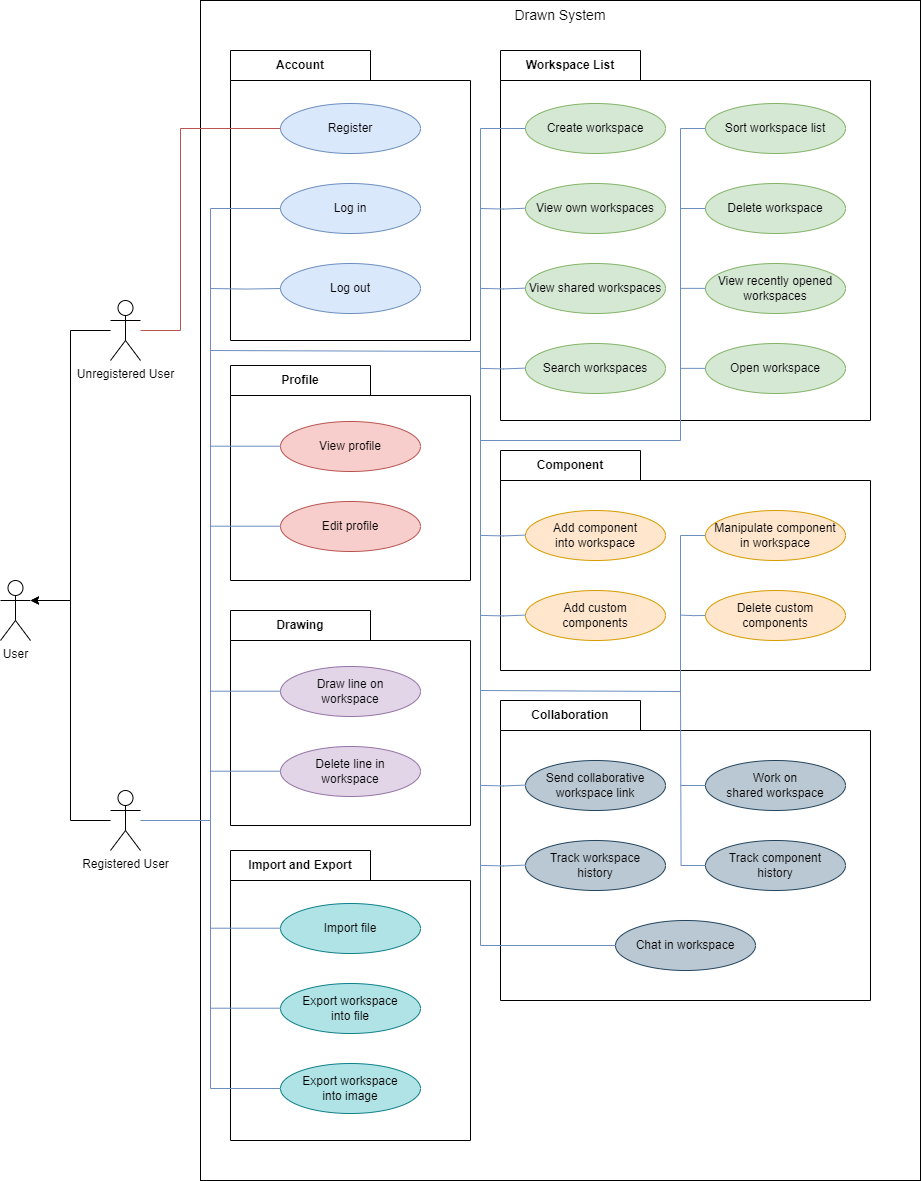 Drawn System
Account
Register
Log in
Log out
Workspace List
Create workspace
Sort workspace list
View own workspaces
Delete workspace
View shared workspaces
View recently opened
workspaces
Search workspaces
Open workspace
Unregistered User
Profile
View profile
Edit profile
Component
Add component
into workspace
Manipulate component
in workspace
Add custom
components
Delete custom
components
User
Drawing
Draw line on
workspace
Delete line in
workspace
Collaboration
Send collaborative
workspace link
Work on
shared workspace
Track workspace
history
Track component
history
Chat in workspace
Registered User
Import and Export
Import file
Export workspace
into file
Export workspace
into image